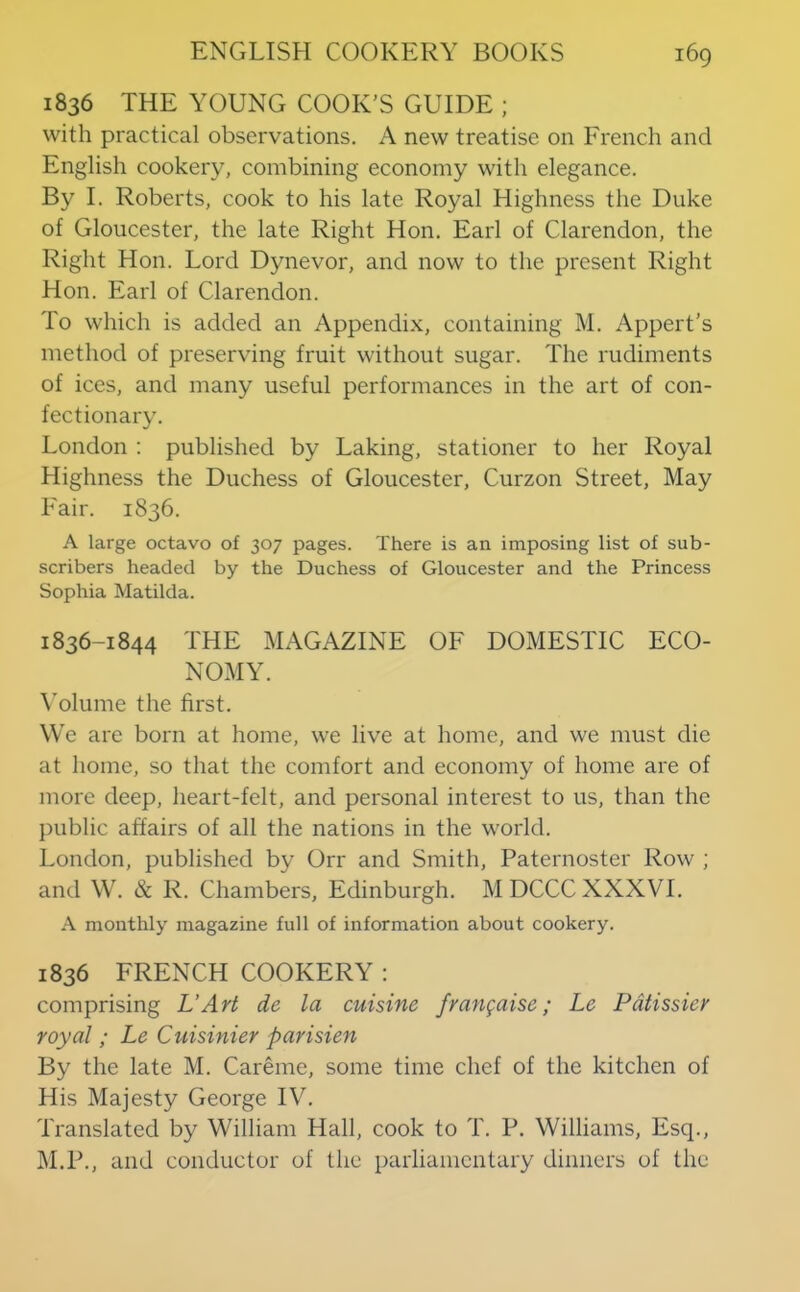 ENGLISH COOKERY BOOKS 169
1836 THE YOUNG COOK'S GUIDE ;
with practical observations. A new treatise on French and
English cookery, combining economy with elegance.
By I. Roberts, cook to his late Royal Highness the Duke
of Gloucester, the late Right Hon. Earl of Clarendon, the
Right Hon. Lord Dynevor, and now to the present Right
Hon. Earl of Clarendon.
To which is added an Appendix, containing M. Appert's
method of preserving fruit without sugar. The rudiments
of ices, and many useful performances in the art of con-
fectionary.
London : published by Laking, stationer to her Royal
Highness the Duchess of Gloucester, Curzon Street, May
Fair. 1836.
A large octavo of 307 pages. There is an imposing list of sub-
scribers headed by the Duchess of Gloucester and the Princess
Sophia Matilda.
1836-1844 THE MAGAZINE OF DOMESTIC ECO-
NOMY.
Volume the first.
We are born at home, we live at home, and we must die
at home, so that the comfort and economy of home are of
more deep, heart-felt, and personal interest to us, than the
public affairs of all the nations in the world.
London, published by Orr and Smith, Paternoster Row ;
and W. & R. Chambers, Edinburgh. M DCCC XXXVI.
A monthly magazine full of information about cookery.
1836 FRENCH COOKERY :
comprising L'Art de la cuisine française; Le Pâtissier
royal ; Le Cuisinier parisien
By the late M. Carême, some time chef of the kitchen of
His Majesty George IV.
Translated by William Hall, cook to T. P. Williams, Esq.,
M.P., and conductor of the parliamentary dinners of the